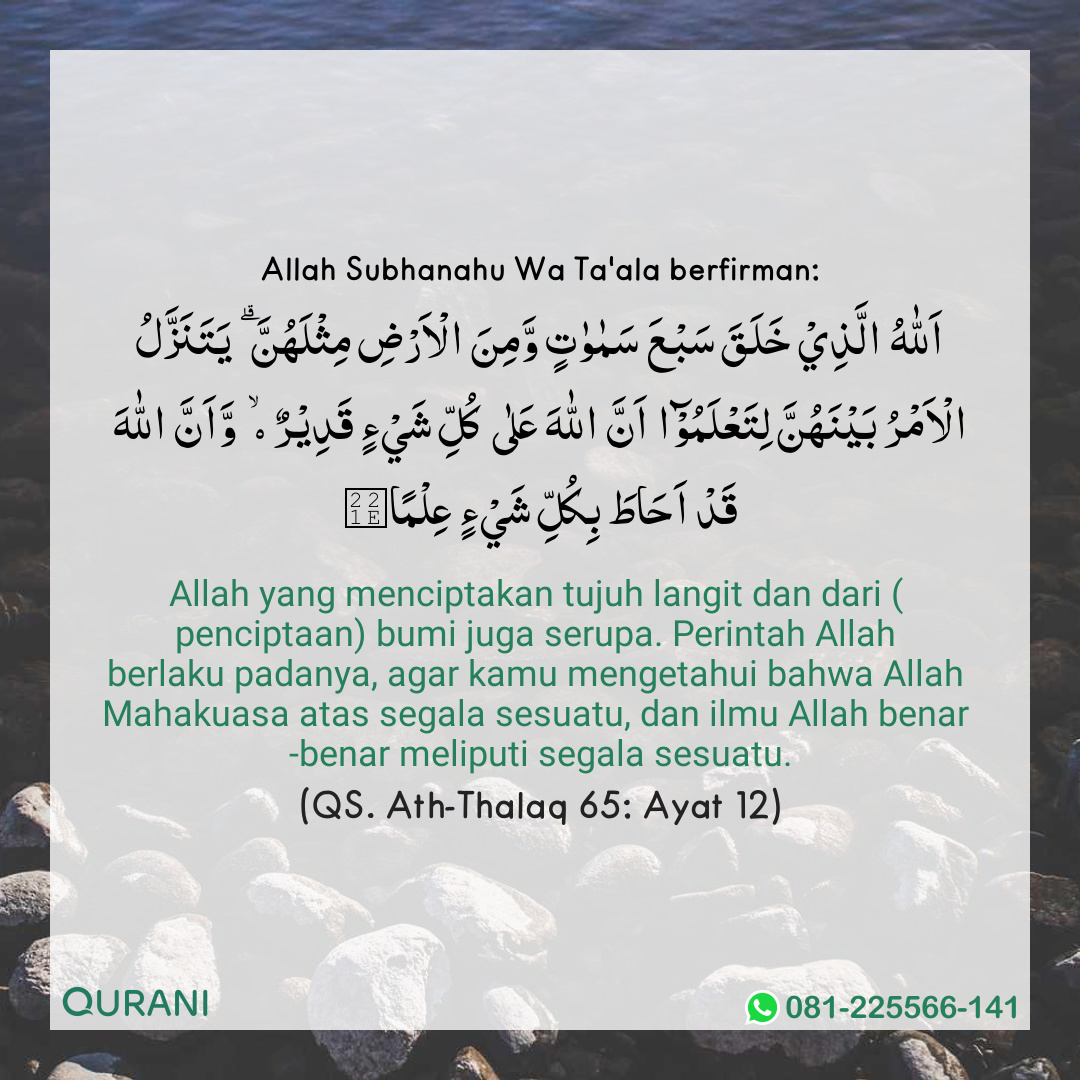 Allah Subhanahu Wa Ta'ala berfirman:
اَللّٰهُ الَّذِيْ خَلَقَ سَبْعَ سَمٰوٰتٍ وَّمِنَ الْاَرْضِ مِثْلَهُنَّ ۗ يَتَنَزَّلُ
الْاَمْرُ بَيْنَهُنَّ لِتَعْلَمُوْٓا اَنَّ اللّٰهَ عَلٰى كُلِّ شَيْءٍ قَدِيْرٌ ەۙ وَّاَنَّ اللّٰهَ
قَدْ اَحَاطَ بِكُلِّ شَيْءٍ عِلْمًا
Allah yang menciptakan tujuh langit dan dari (
penciptaan) bumi juga serupa. Perintah Allah
berlaku padanya, agar kamu mengetahui bahwa Allah
Mahakuasa atas segala sesuatu, dan ilmu Allah benar
-benar meliputi segala sesuatu.
(QS. Ath-Thalaq 65: Ayat 12)
QURANI
081-225566-141